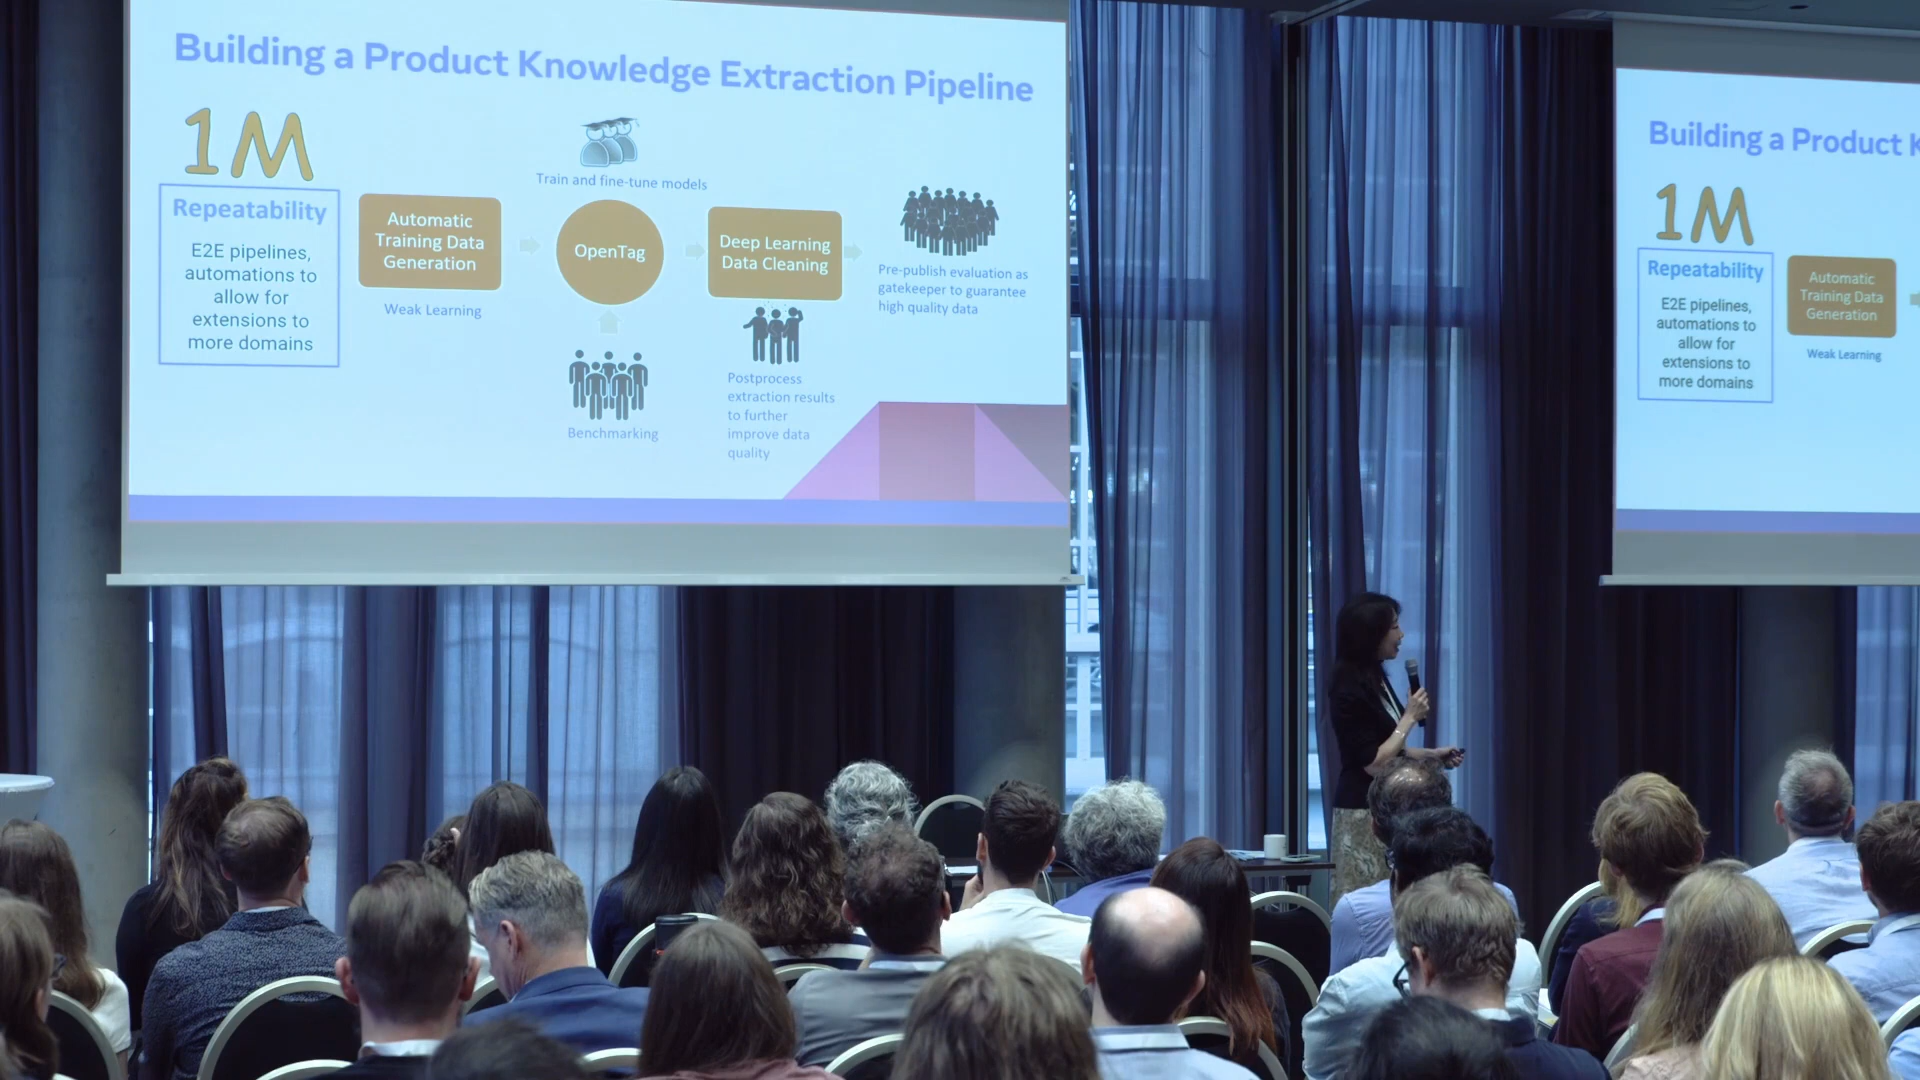 Building a Product Knowledge Extraction Pipeline
1M
Repeatability
E2E pipelines,
automations to
allow for
extensions to
more domains
Automatic
Training Data
Generation
Weak Learning
Train and fine-tune models
OpenTag
Benchmarking
Deep Learning
Data Cleaning
Postprocess
extraction results
to further
improve data
quality
Pre-publish evaluation as
gatekeeper to guarantee
high quality data
Building a Product
1M
Repeatability
E2E pipelines,
automations to
allow for
extensions to
more domains
Automatic
Training Data
Generation
Weak Learning